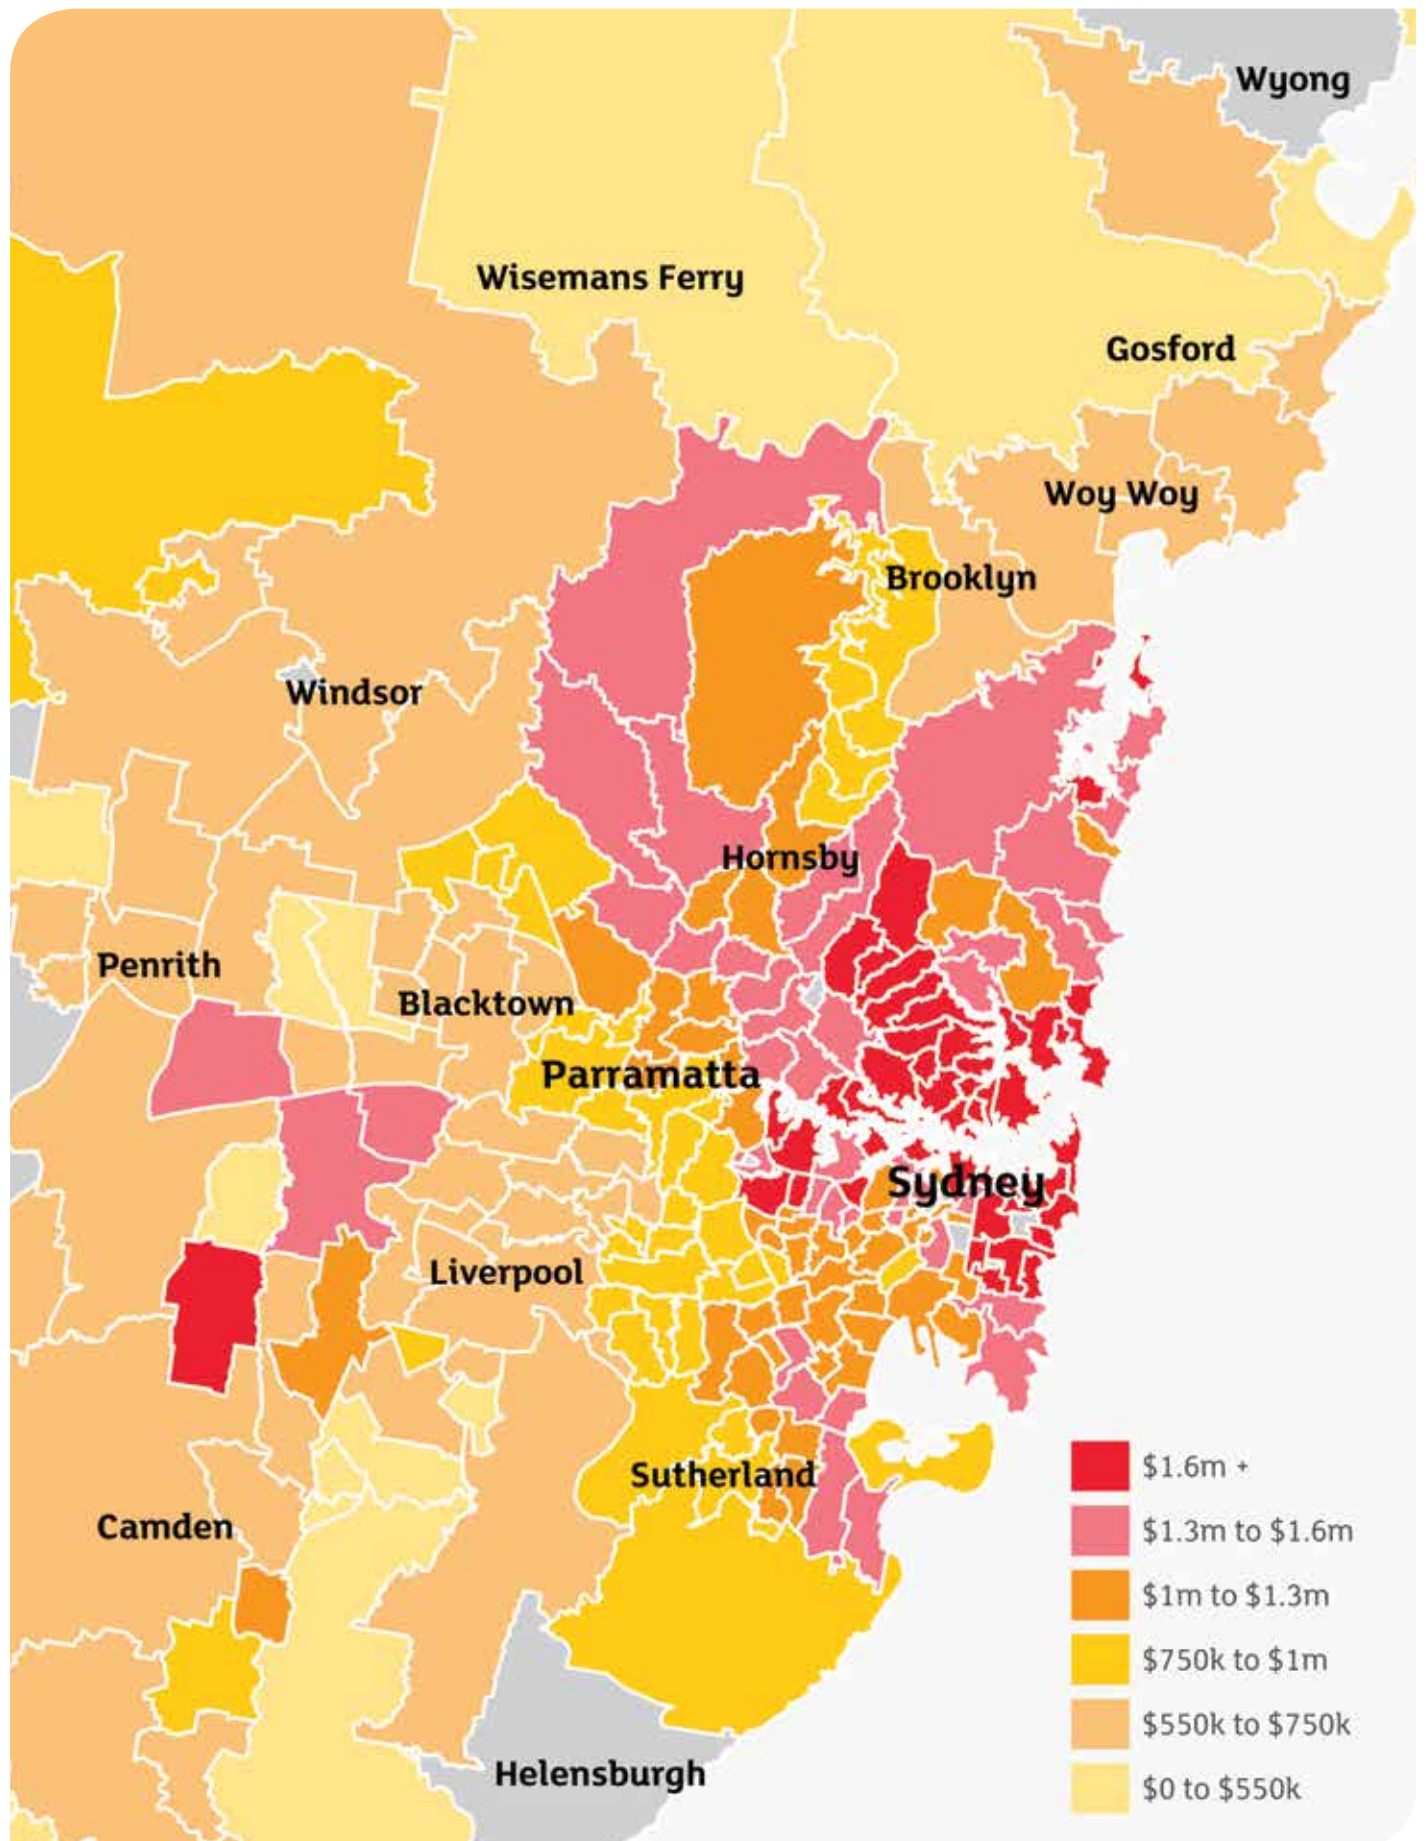 Wyong
Wisemans Ferry
Gosford
Woy Woy
Brooklyn
Windsor
Hornsby
Penrith
Blacktown
Parramatta
Sydney
Liverpool
Sutherland
Camden
Helensburgh
$1.6m +
$1.3m to $1.6m
$1m to $1.3m
$750k to $1m
$550k to $750k
$0 to $550k